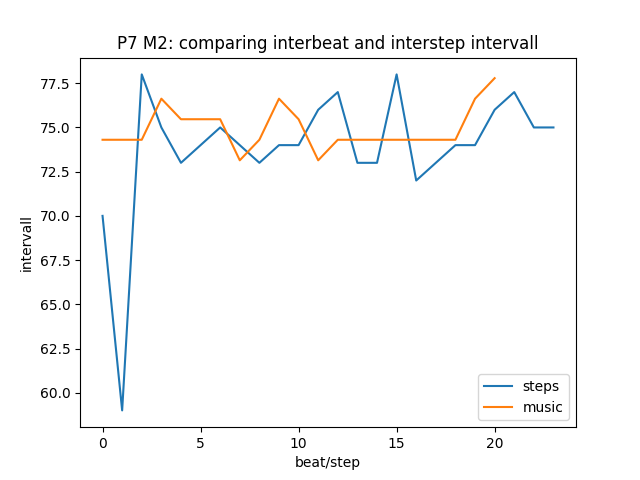 P7 M2: comparing interbeat and interstep intervall
77.5
75.0
72.5
70.0
67.5
65.0
62.5
60.0
intervall
steps
music
0 5 10 15 20
beat/step